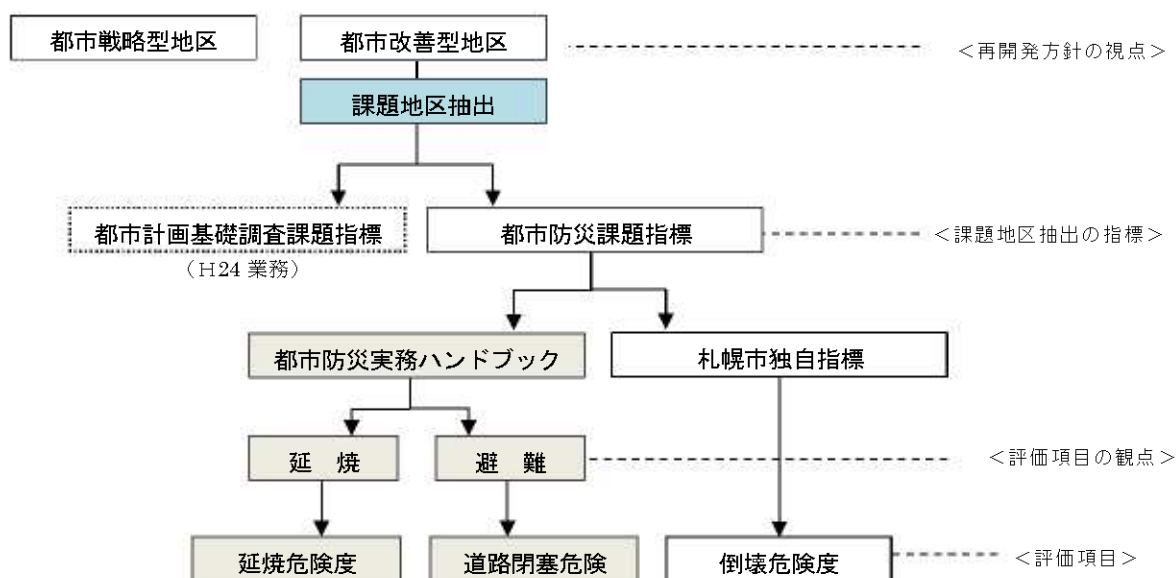 都市戦略型地区
都市改善型地区
＜再開発方針の視点＞
課題地区抽出
都市計画基礎調査課題指標
都市防災課題指標
＜課題地区抽出の指標＞
（H24 業務）
都市防災実務ハンドブック
札幌市独自指標
延　焼
避　難
＜評価項目の観点＞
延焼危険度
道路閉塞危険
倒壊危険度
＜評価項目＞